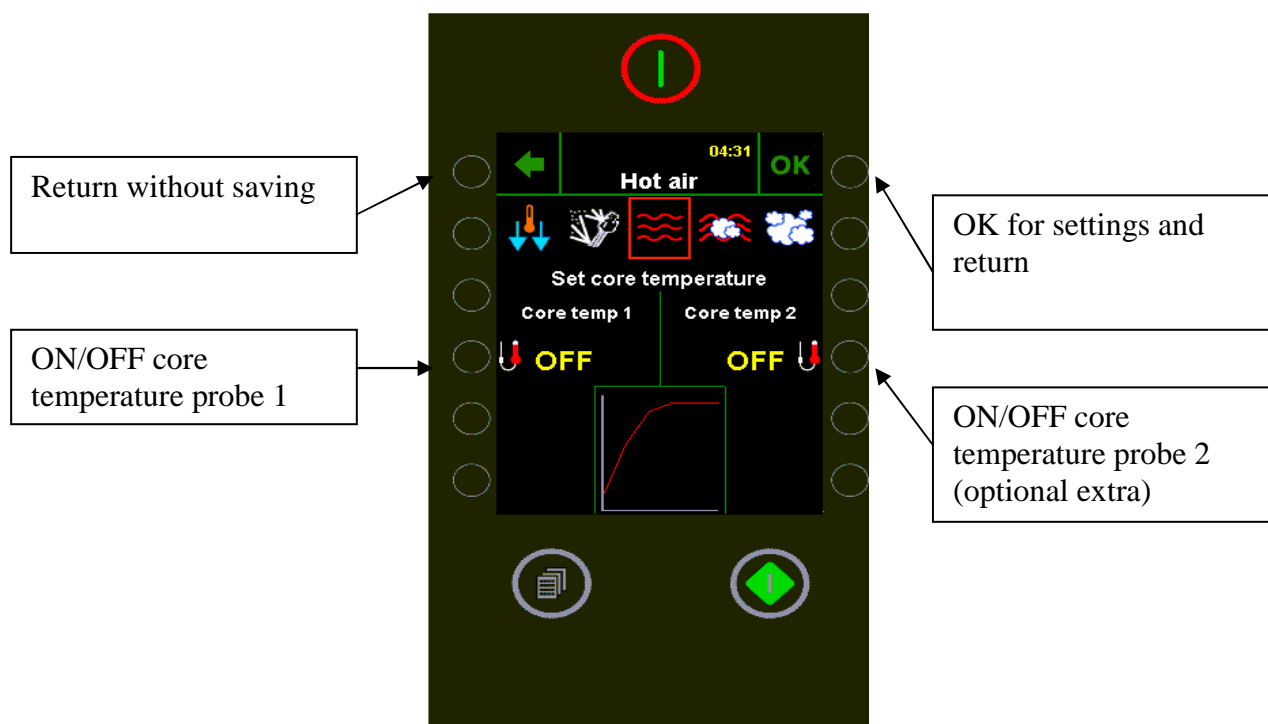 04:31
OK
Hot air
Set core temperature
Core temp 1
Core temp 2
OFF
OFF
Return without saving
ON/OFF core
temperature probe 1
OK for settings and
return
ON/OFF core
temperature probe 2
(optional extra)